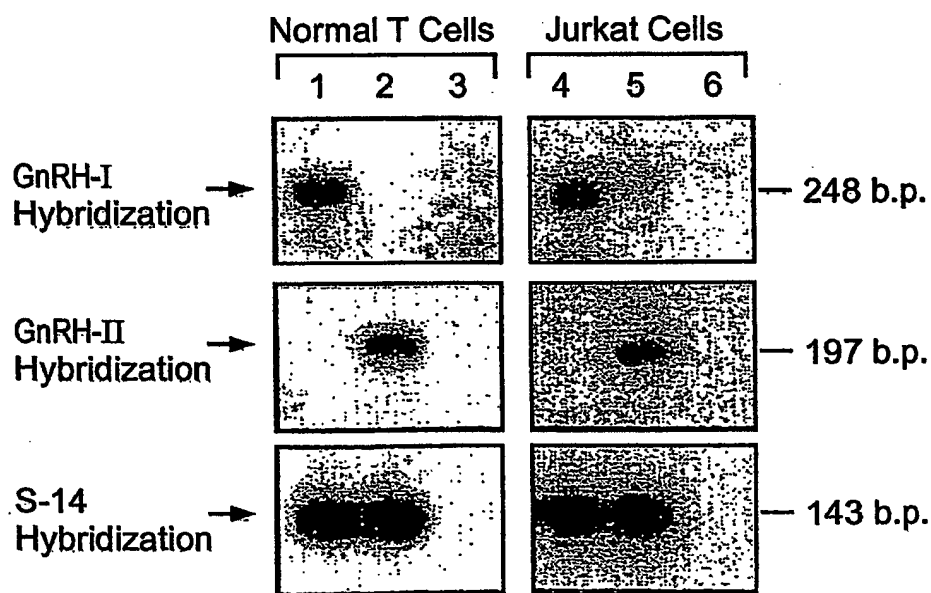 Normal T Cells
Jurkat Cells
1 2 3
4 5 6
GnRH-I
Hybridization
248 b.p.
GnRH-II
Hybridization
197 b.p.
S-14
Hybridization
143 b.p.